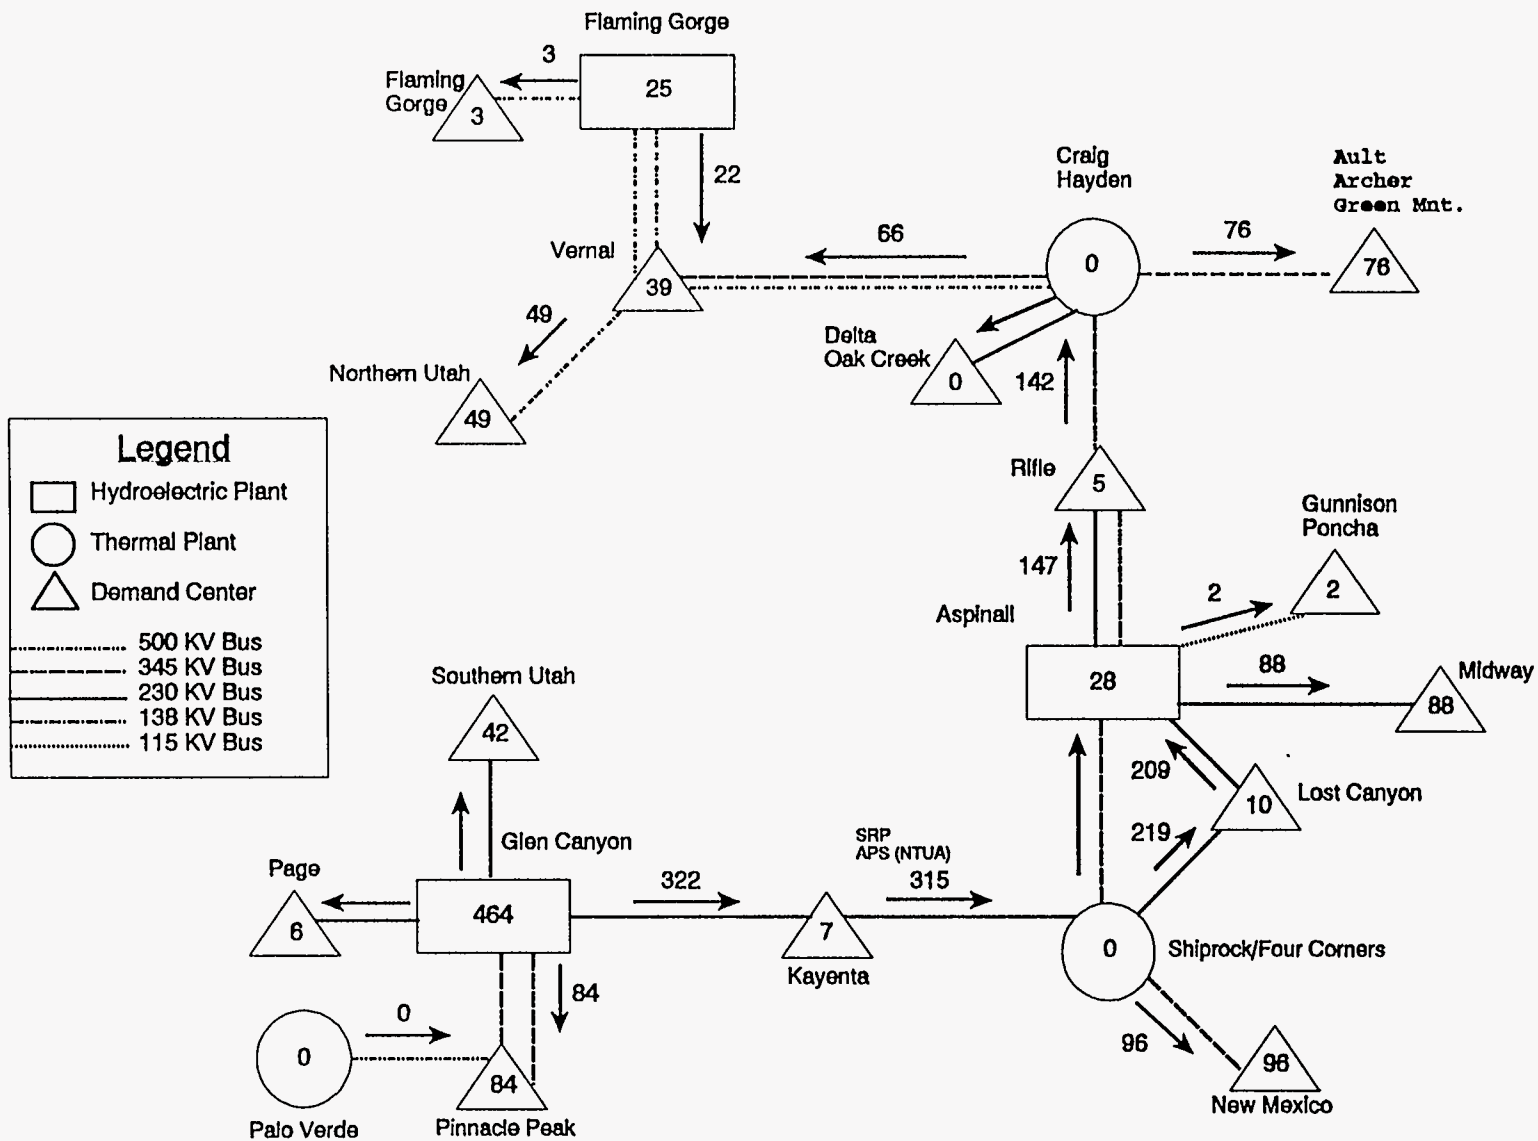 Flaming Gorge
3
Flaming
Gorge
25
3
22
Craig
Hayden
Ault
Archer
Green Mnt.
66
76
Vernal
0
76
39
49
Delta
Oak Creek
142
0
Northern Utah
49
Legend
Hydroelectric Plant
Thermal Plant
Demand Center
500 KV Bus
345 KV Bus
230 KV Bus
138 KV Bus
115 KV Bus
Rifle
5
Gunnison
Poncha
147
2
2
Aspinall
28
88
Midway
88
Southern Utah
42
209
10
Lost Canyon
219
Glen Canyon
SRP
APS (NTUA)
Page
322
315
6
464
7
Kayenta
0
Shiprock/Four Corners
84
0
0
84
96
96
New Mexico
Palo Verde
Pinnacle Peak